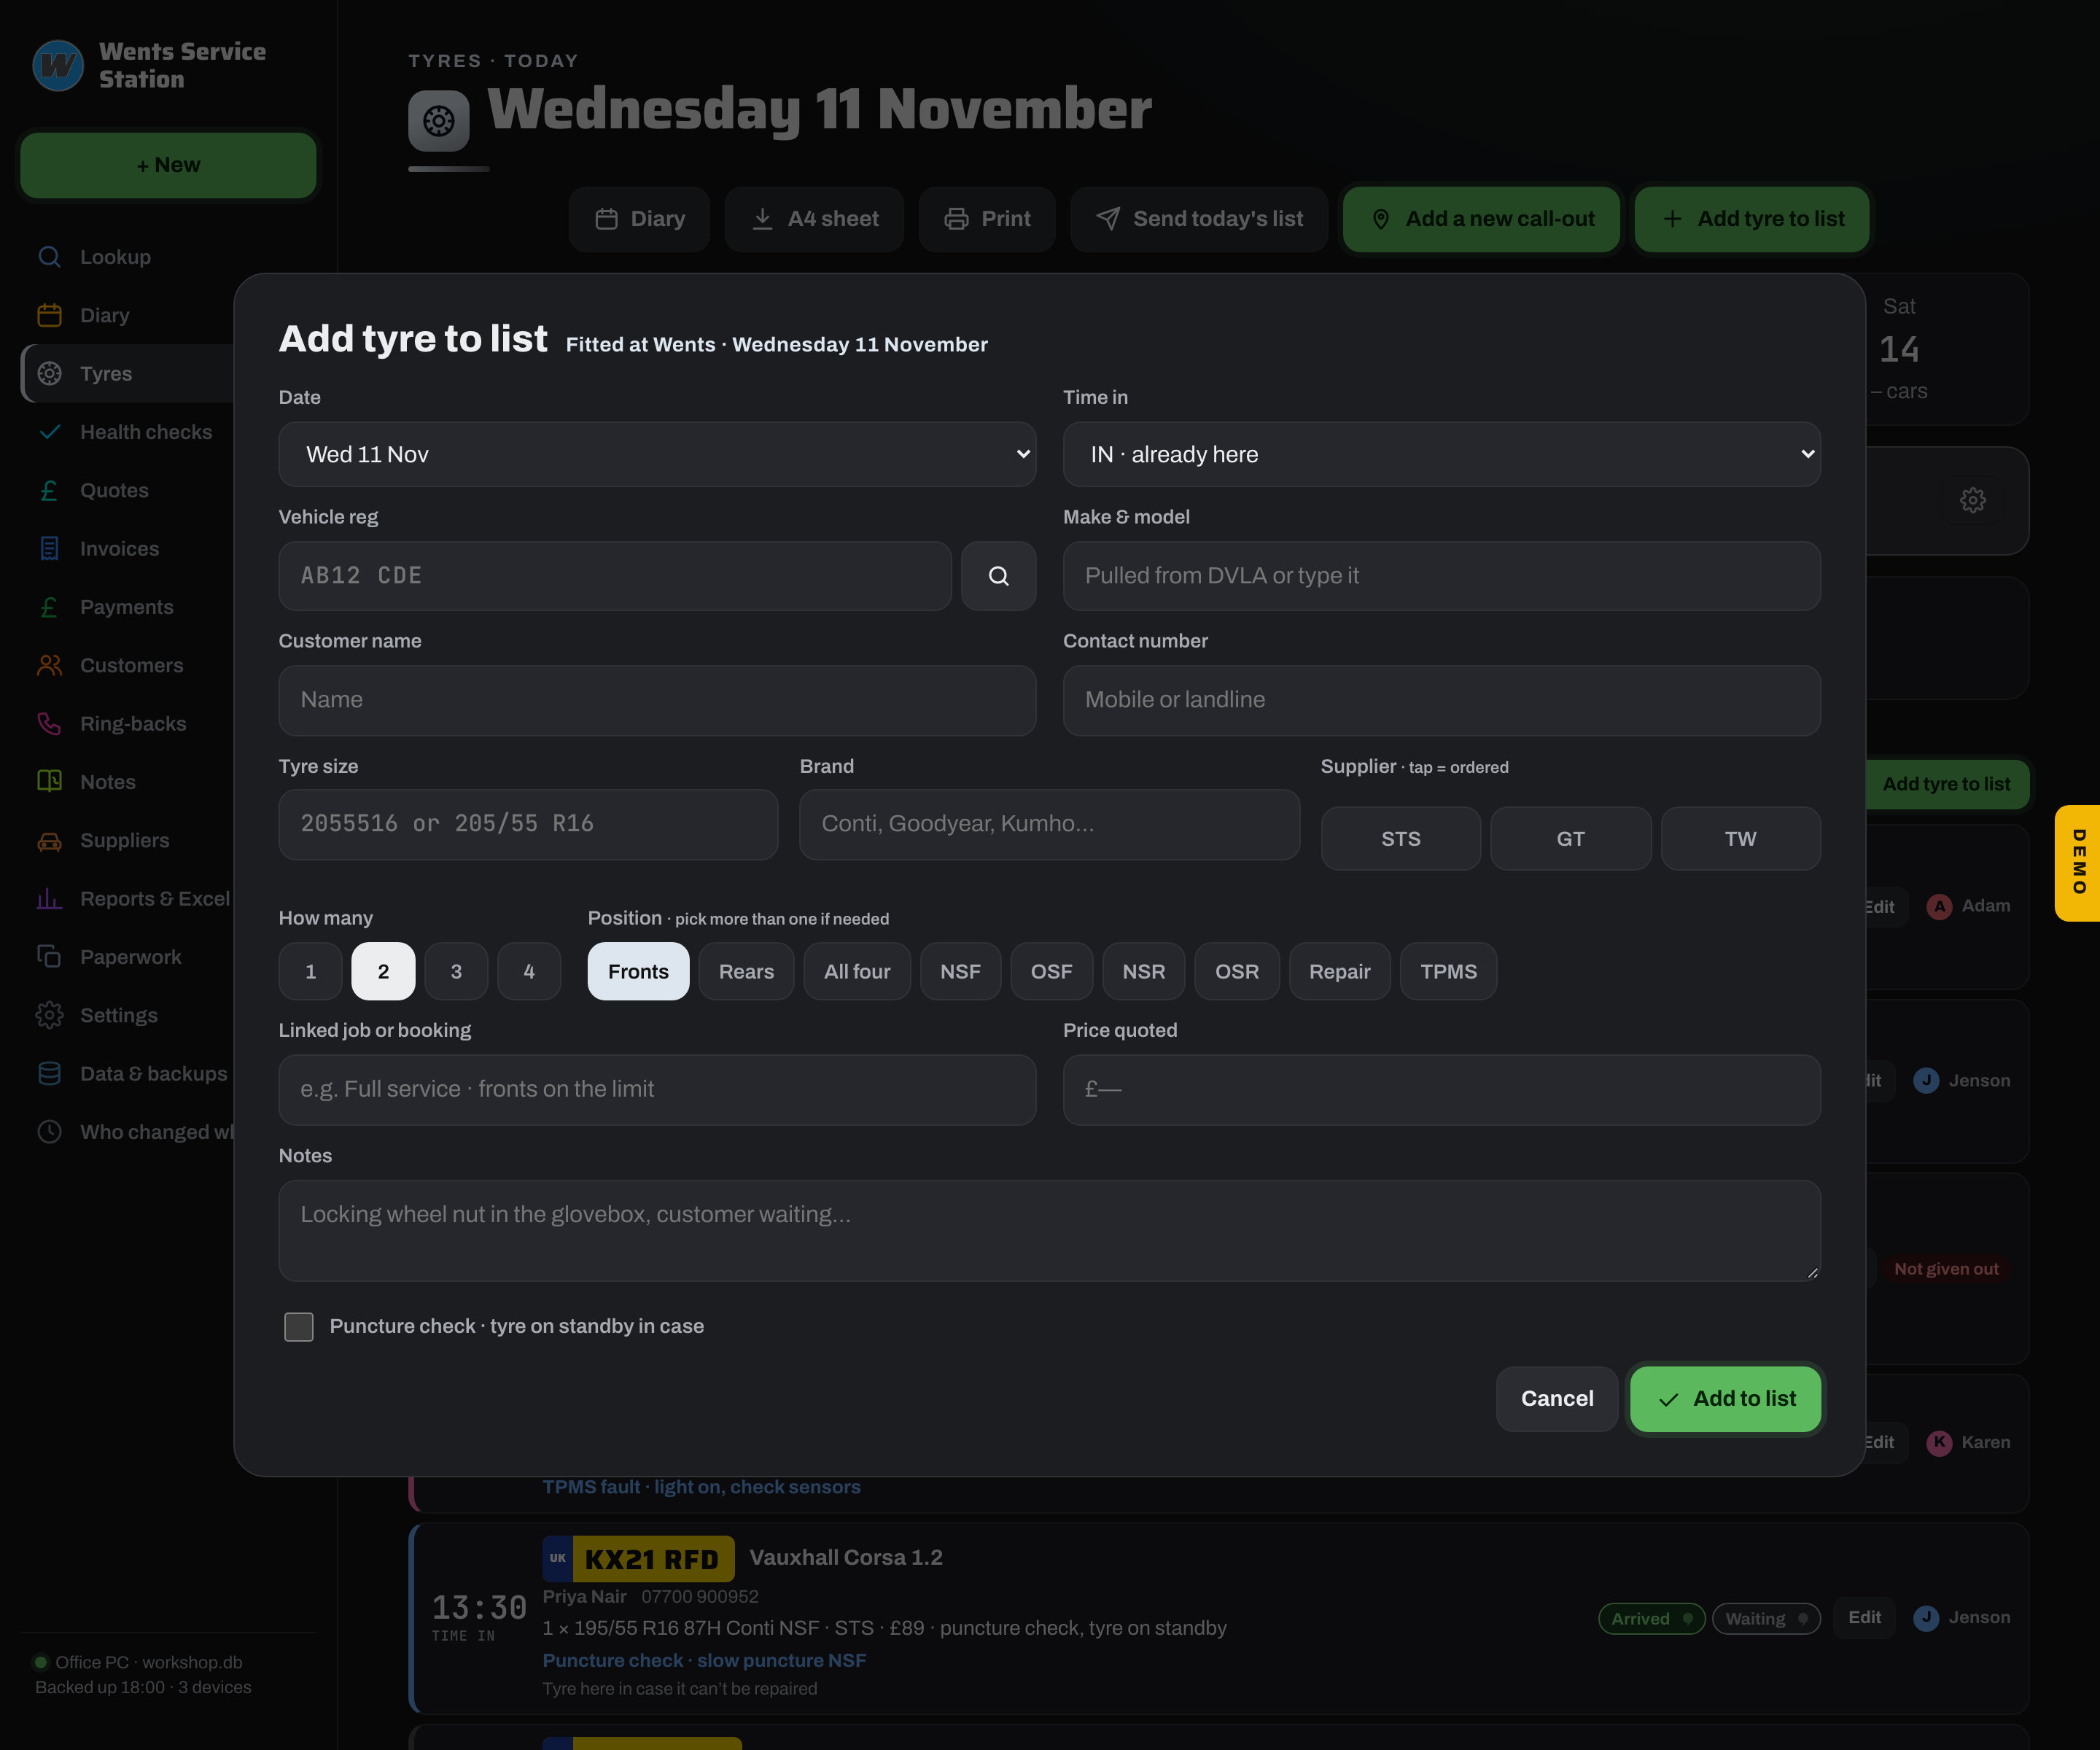 Wents Service
Station
+ New
Lookup
Diary
Tyres
Health checks
Quotes
Invoices
Payments
Customers
Ring-backs
Notes
Suppliers
Reports & Excel
Paperwork
Settings
Data & backups
Who changed
Office PC · workshop.db
Backed up 18:00 · 3 devices
TYRES · TODAY
Wednesday 11 November
Diary
A4 sheet
Print
Send today's list
Add a new call-out
Add tyre to list
Sat
14
– cars
Add tyre to list Fitted at Wents · Wednesday 11 November
Date
Time in
Wed 11 Nov
IN · already here
Vehicle reg
Make & model
AB12 CDE
Pulled from DVLA or type it
Customer name
Contact number
Name
Mobile or landline
Tyre size
Brand
Supplier · tap = ordered
2055516 or 205/55 R16
Conti, Goodyear, Kumho...
STS
GT
TW
How many
Position · pick more than one if needed
1
2
3
4
Fronts
Rears
All four
NSF
OSF
NSR
OSR
Repair
TPMS
Linked job or booking
Price quoted
e.g. Full service · fronts on the limit
£—
Notes
Locking wheel nut in the glovebox, customer waiting...
Puncture check · tyre on standby in case
Cancel
Add to list
Add tyre to list
DEMO
Edit
A Adam
J Jenson
Not given out
Edit
K Karen
TPMS fault · light on, check sensors
13:30
TIME IN
UK KX21 RFD
Vauxhall Corsa 1.2
Priya Nair 07700 900952
1 × 195/55 R16 87H Conti NSF · STS · £89 · puncture check, tyre on standby
Puncture check · slow puncture NSF
Tyre here in case it can't be repaired
Arrived
Waiting
Edit
J Jenson